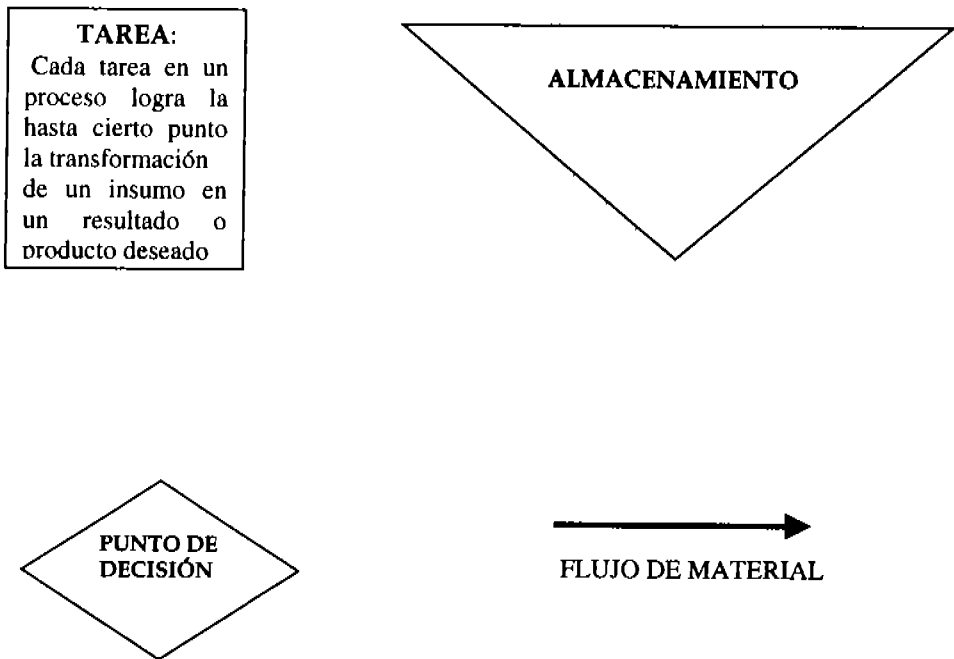 TAREA:
Cada tarea en un
proceso logra la
hasta cierto punto
la transformación
de un insumo en
un resultado o
producto deseado
ALMACENAMIENTO
PUNTO DE
DECISIÓN
FLUJO DE MATERIAL